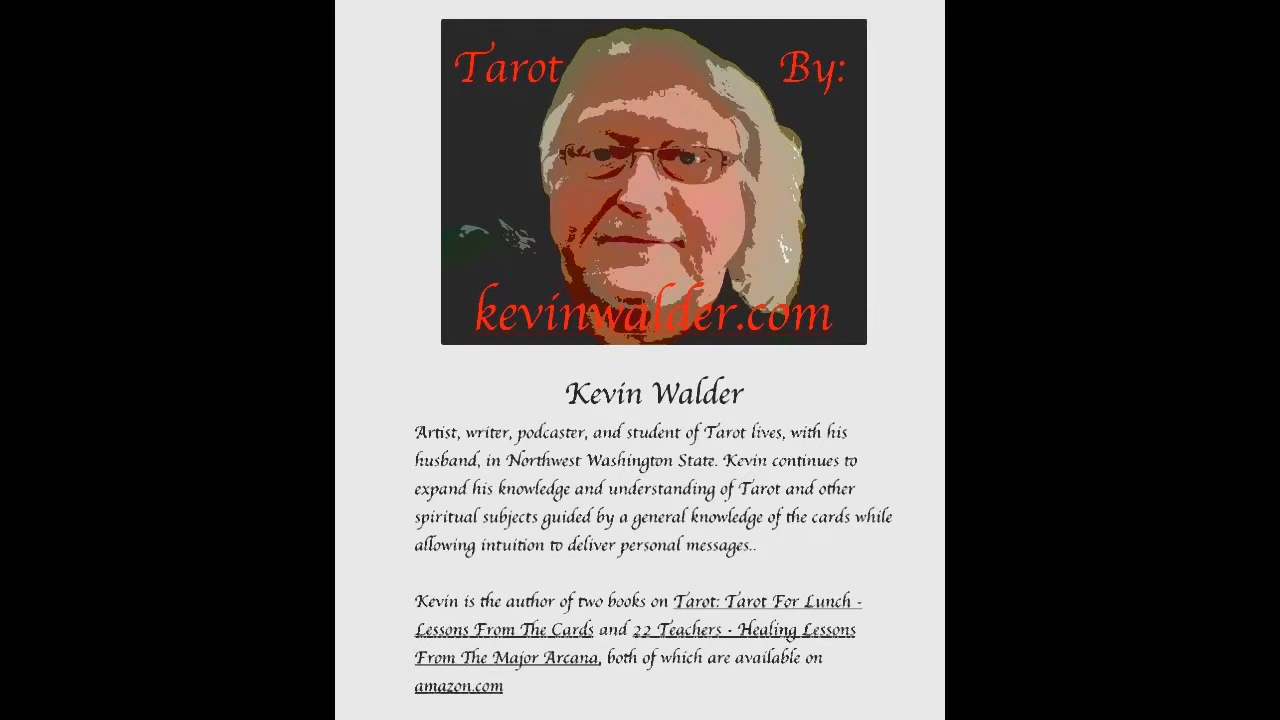 Tarot By:
kevinwalder.com
Kevin Walder
Artist, writer, podcaster, and student of Tarot lives, with his
husband, in Northwest Washington State. Kevin continues to
expand his knowledge and understanding of Tarot and other
spiritual subjects guided by a general knowledge of the cards while
allowing intuition to deliver personal messages..
Kevin is the author of two books on Tarot: Tarot For Lunch -
Lessons From The Cards and 22 Teachers - Healing Lessons
From The Major Arcana, both of which are available on
amazon.com